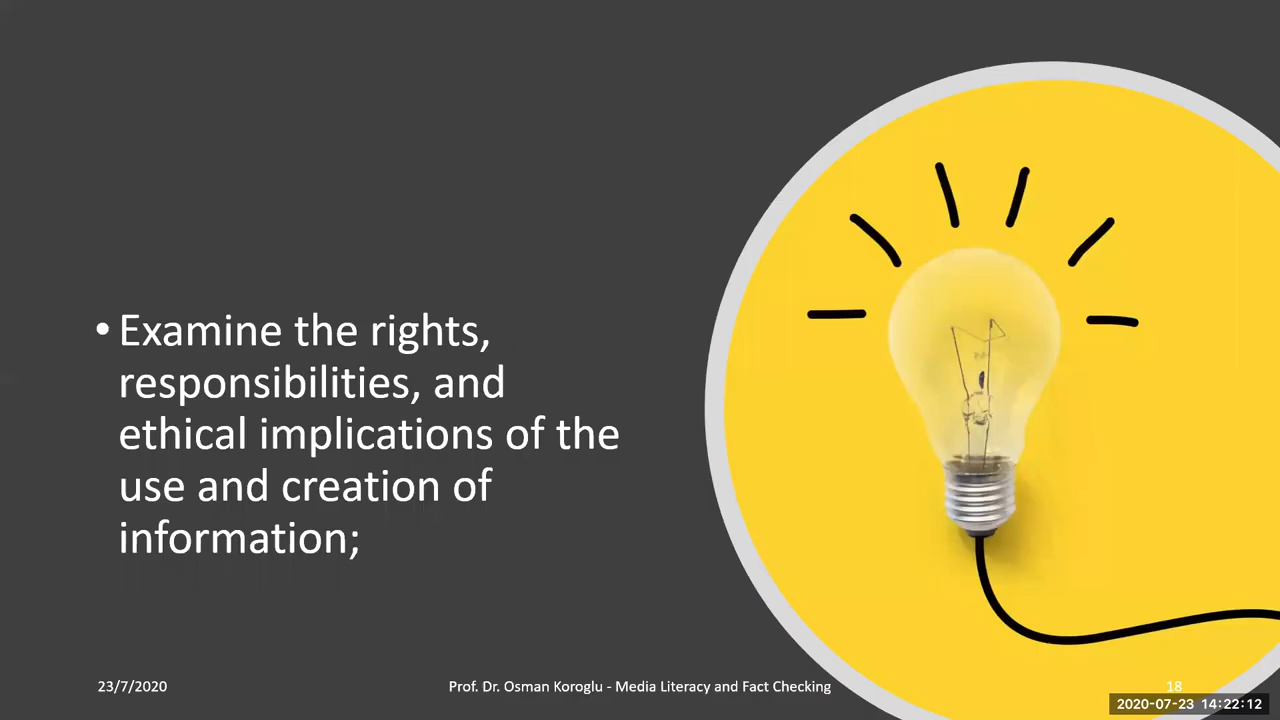 • Examine the rights,
responsibilities, and
ethical implications of the
use and creation of
information;
23/7/2020
Prof. Dr. Osman Koroglu - Media Literacy and Fact Checking
18
2020-07-23 14:22:12